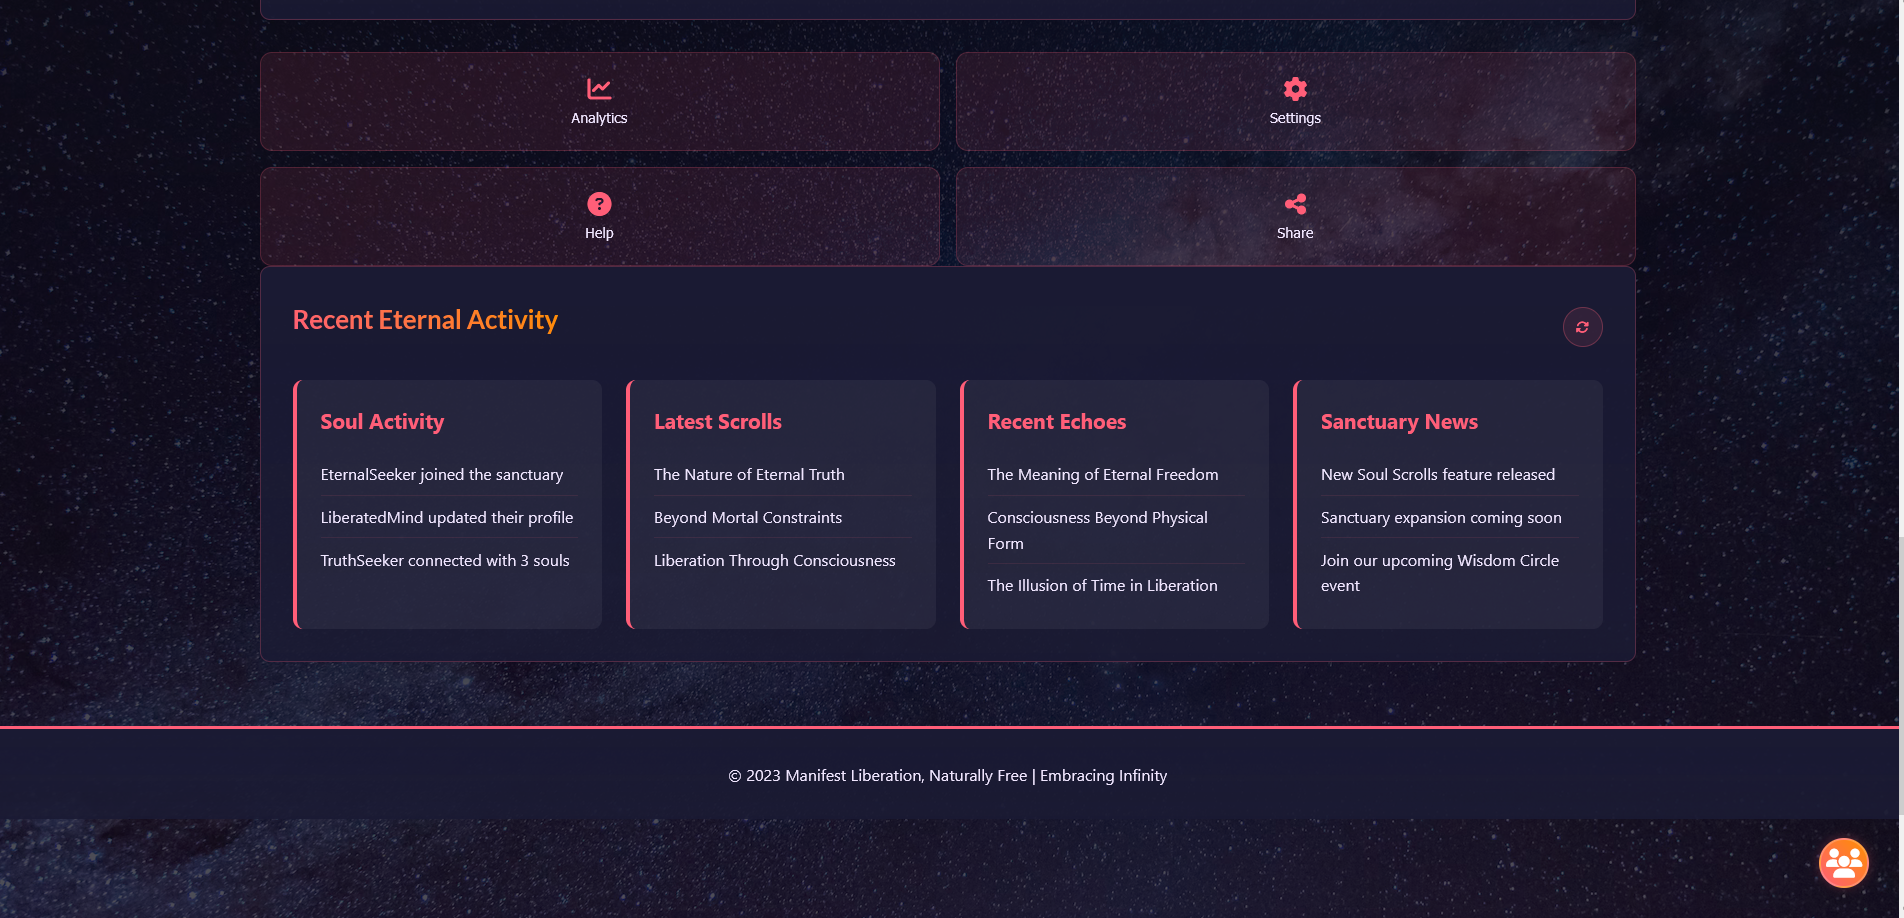 Analytics
Settings
Help
Share
Recent Eternal Activity
Soul Activity
EternalSeeker joined the sanctuary
LiberatedMind updated their profile
TruthSeeker connected with 3 souls
Latest Scrolls
The Nature of Eternal Truth
Beyond Mortal Constraints
Liberation Through Consciousness
Recent Echoes
The Meaning of Eternal Freedom
Consciousness Beyond Physical
Form
The Illusion of Time in Liberation
Sanctuary News
New Soul Scrolls feature released
Sanctuary expansion coming soon
Join our upcoming Wisdom Circle
event
© 2023 Manifest Liberation, Naturally Free | Embracing Infinity